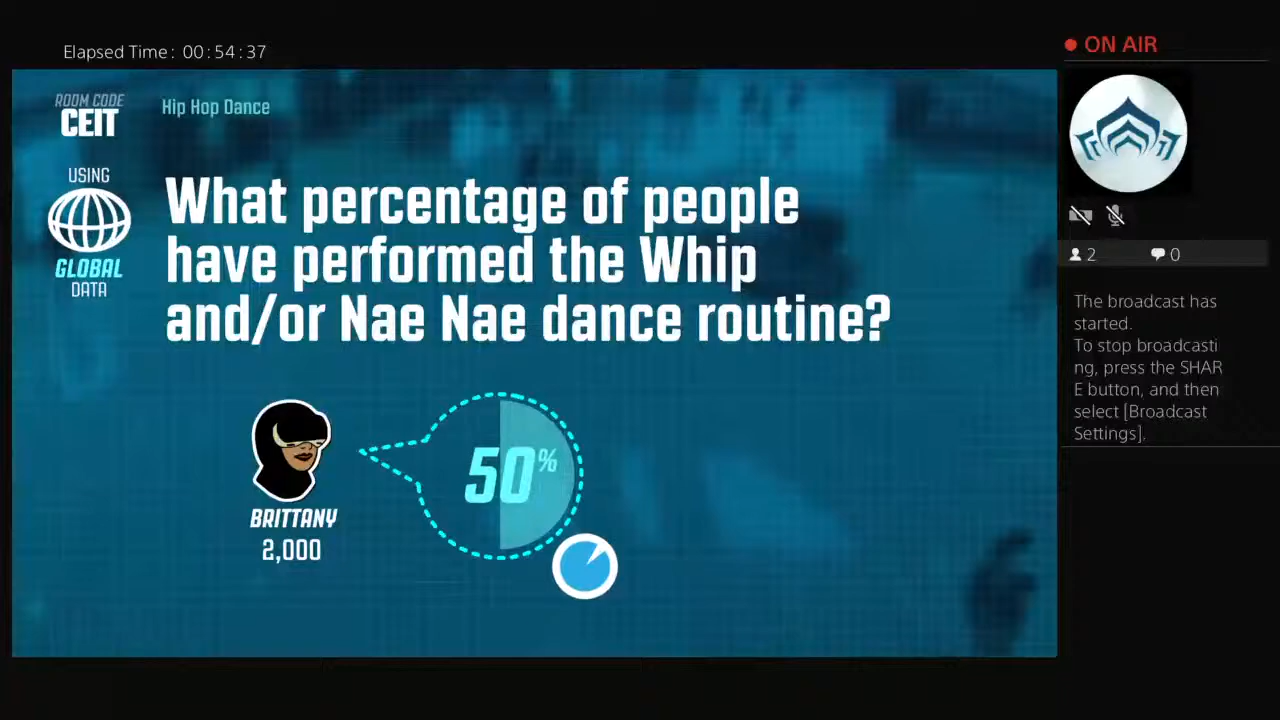 Elapsed Time: 00:54:37
ON AIR
ROOM CODE
CEIT
Hip Hop Dance
USING
GLOBAL
DATA
What percentage of people
have performed the Whip
and/or Nae Nae dance routine?
50%
BRITTANY
2,000
2
0
The broadcast has
started.
To stop broadcasti
ng, press the SHAR
E button, and then
select [Broadcast
Settings].